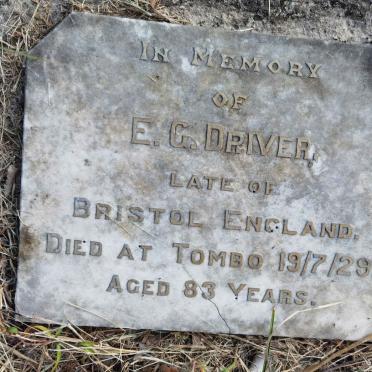 IN MEMORY
OF
E. G. DRIVER.
LATE OF
BRISTOL ENGLAND.
DIED AT TOMBO 19/7/29
AGED 83 YEARS.